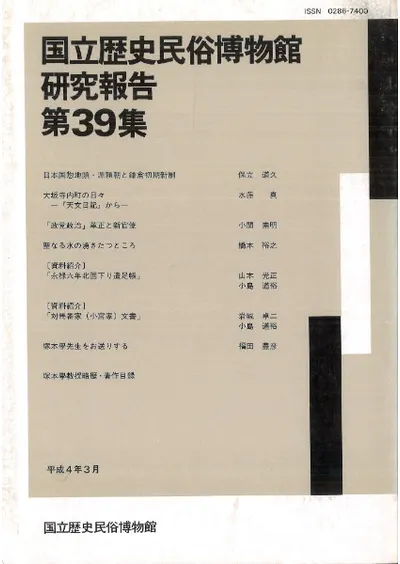 ISSN 0286-7400
国立歴史民俗博物館
研究報告
第39集
日本国惣地頭・源頼朝と鎌倉初期新制 保立 道久
大坂寺内町の日々 水藤 真
―『天文日記』から―
「政党政治」革正と新官僚 小関 素明
聖なる水の湧きたつところ 橋本 裕之
〔資料紹介〕
「永禄六年北国下り遣足帳」 山本 光正
小島 道裕
〔資料紹介〕
「対馬宗家（小宮家）文書」 岩城 卓二
小島 道裕
塚本學先生をお送りする 福田 豊彦
塚本學教授略歴・著作目録
平成4年3月
国立歴史民俗博物館